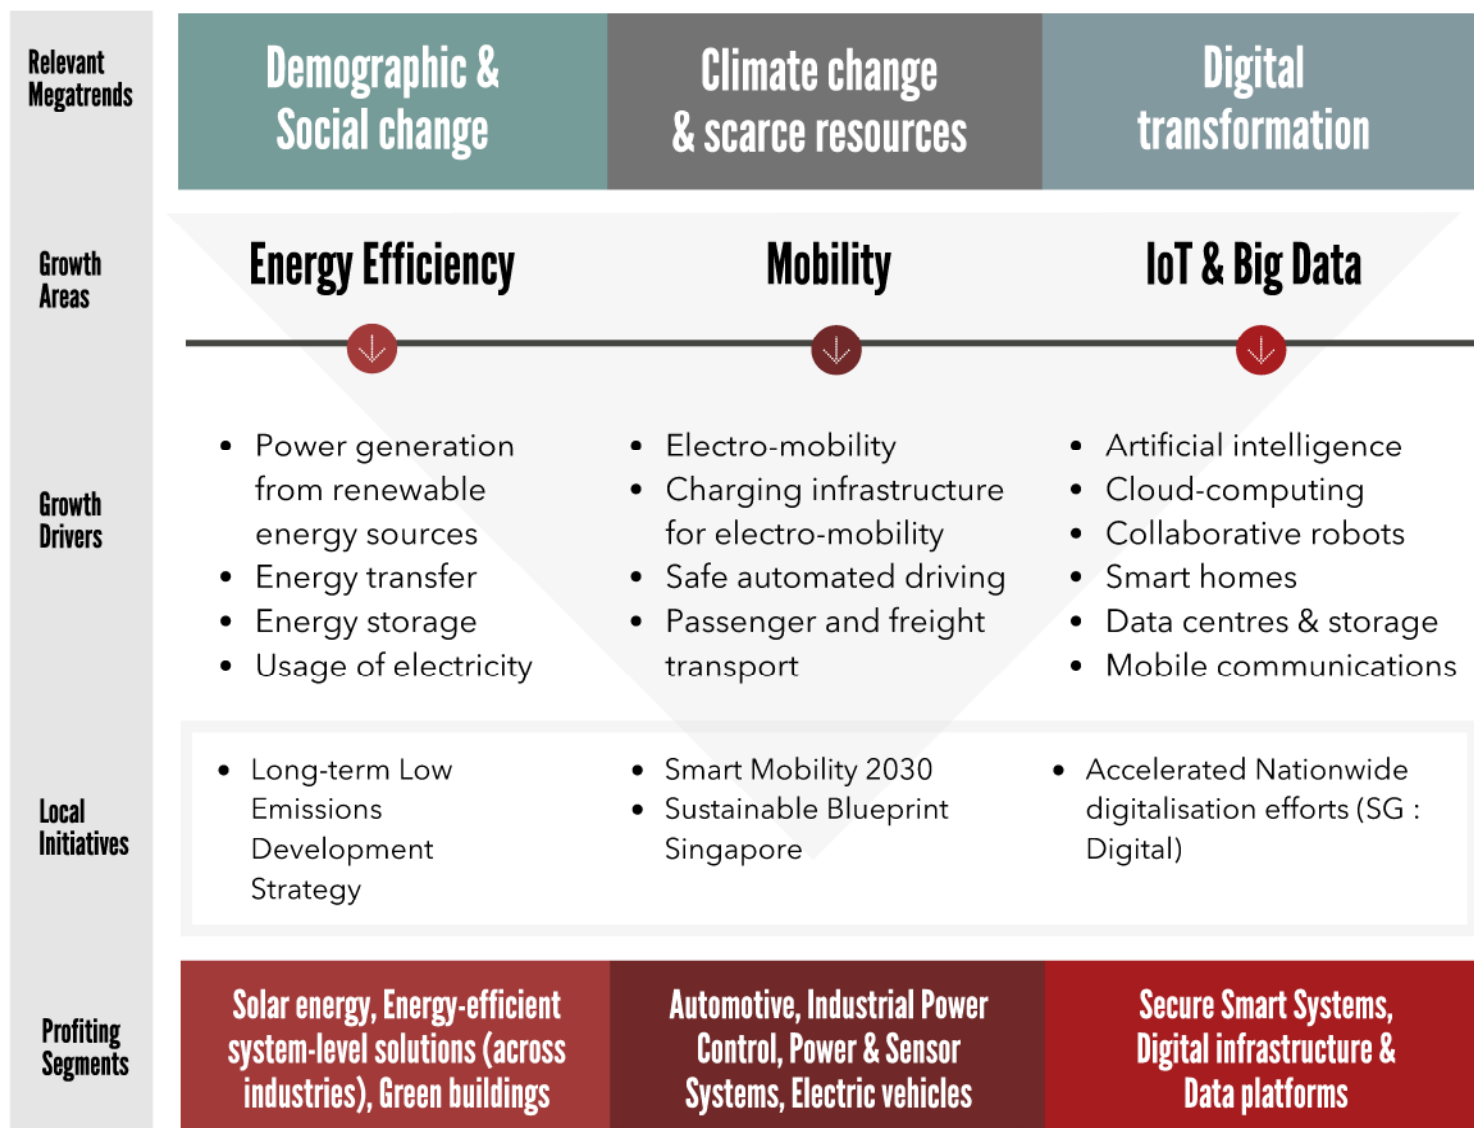 Relevant
Megatrends
Demographic &
Social change
Climate change
& scarce resources
Digital
transformation
Growth
Areas
Energy Efficiency
Mobility
IoT & Big Data
Growth
Drivers
• Power generation
from renewable
energy sources
• Energy transfer
• Energy storage
• Usage of electricity
• Electro-mobility
• Charging infrastructure
for electro-mobility
• Safe automated driving
• Passenger and freight
transport
• Artificial intelligence
• Cloud-computing
• Collaborative robots
• Smart homes
• Data centres & storage
• Mobile communications
Local
Initiatives
• Long-term Low
Emissions
Development
Strategy
• Smart Mobility 2030
• Sustainable Blueprint
Singapore
• Accelerated Nationwide
digitalisation efforts (SG :
Digital)
Profiting
Segments
Solar energy, Energy-efficient
system-level solutions (across
industries), Green buildings
Automotive, Industrial Power
Control, Power & Sensor
Systems, Electric vehicles
Secure Smart Systems,
Digital infrastructure &
Data platforms